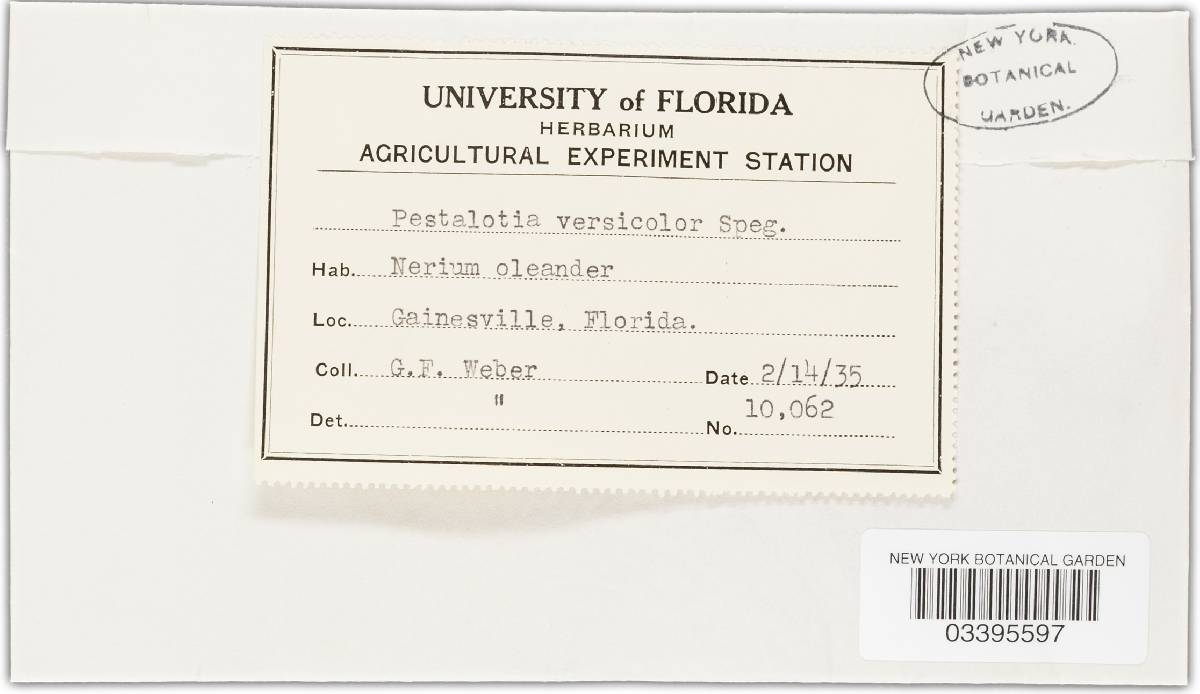 NEW YORK
BOTANICAL
GARDEN.
UNIVERSITY of FLORIDA
HERBARIUM
AGRICULTURAL EXPERIMENT STATION
Pestalotia versicolor Speg.
Hab. Nerium oleander
Loc. Gainesville, Florida.
Coll. G.F. Weber Date 2/14/35
Det. " No. 10,062
NEW YORK BOTANICAL GARDEN
03395597